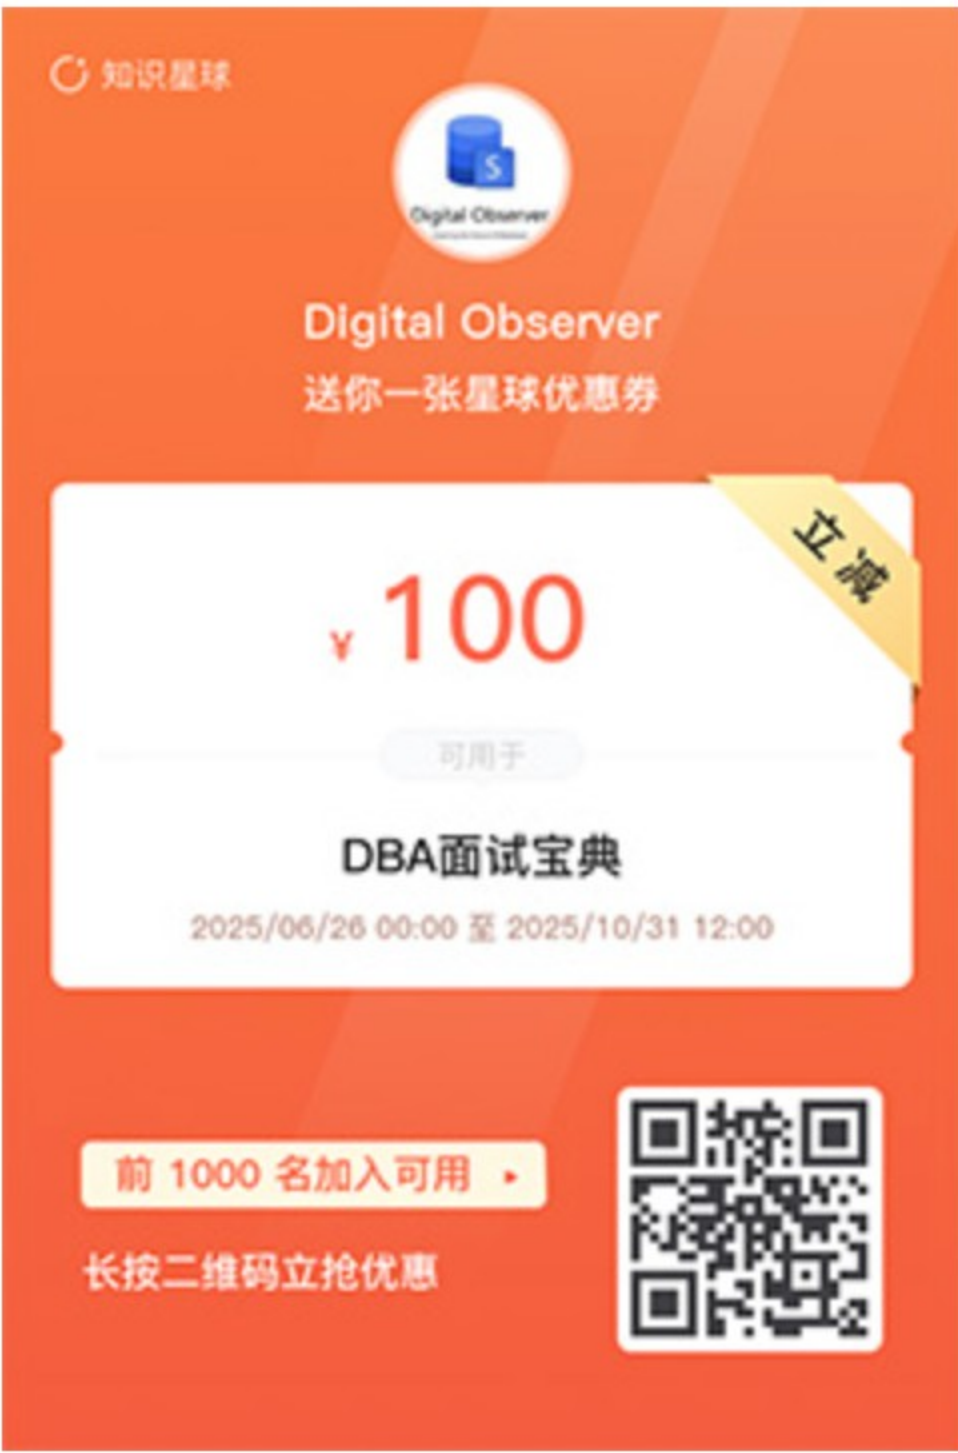 知识星球
S
Digital Observer
Digital Observer
送你一张星球优惠券
立减
¥100
可用于
DBA面试宝典
2025/06/26 00:00 至 2025/10/31 12:00
前 1000 名加入可用
长按二维码立抢优惠